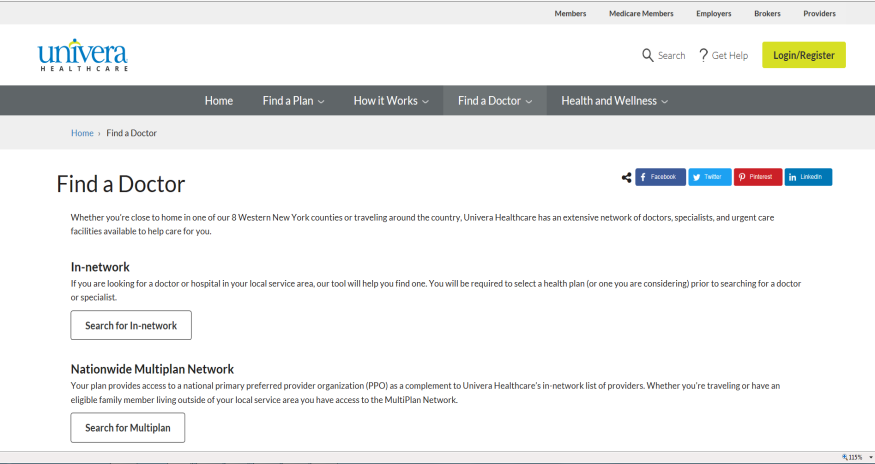 Members Medicare Members Employers Brokers Providers
univera
HEALTHCARE
Search ? Get Help Login/Register
Home Find a Plan How it Works Find a Doctor Health and Wellness
Home › Find a Doctor
Find a Doctor
Facebook Twitter Pinterest LinkedIn
Whether you're close to home in one of our 8 Western New York counties or traveling around the country, Univera Healthcare has an extensive network of doctors, specialists, and urgent care
facilities available to help care for you.
In-network
If you are looking for a doctor or hospital in your local service area, our tool will help you find one. You will be required to select a health plan (or one you are considering) prior to searching for a doctor
or specialist.
Search for In-network
Nationwide Multiplan Network
Your plan provides access to a national primary preferred provider organization (PPO) as a complement to Univera Healthcare's in-network list of providers. Whether you're traveling or have an
eligible family member living outside of your local service area you have access to the MultiPlan Network.
Search for Multiplan
115%